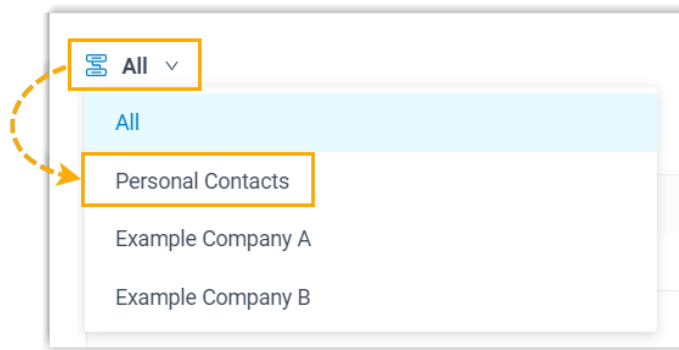 All
All
Personal Contacts
Example Company A
Example Company B